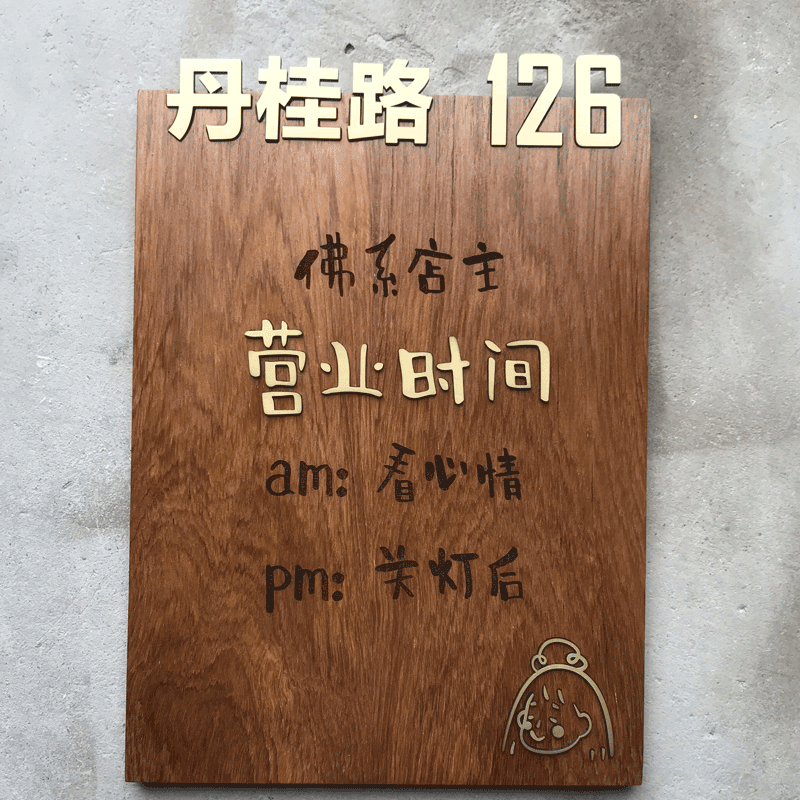 丹桂路 126
佛系店主
营业时间
am: 看心情
pm: 关灯后